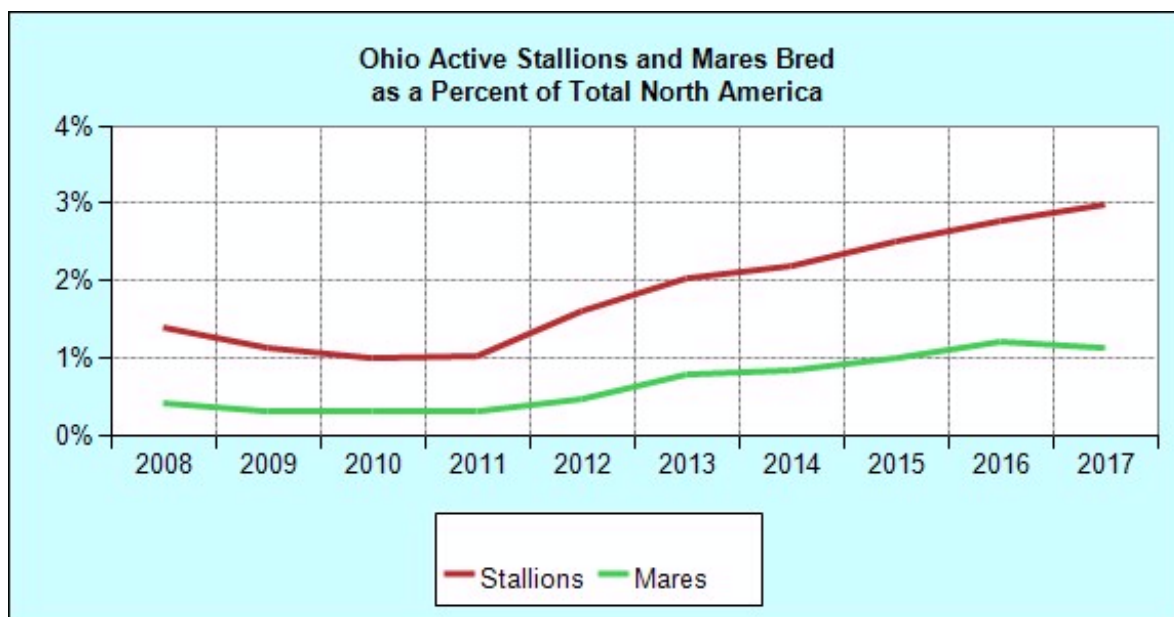 Ohio Active Stallions and Mares Bred
as a Percent of Total North America
4%
3%
2%
1%
0%
2008 2009 2010 2011 2012 2013 2014 2015 2016 2017
Stallions Mares